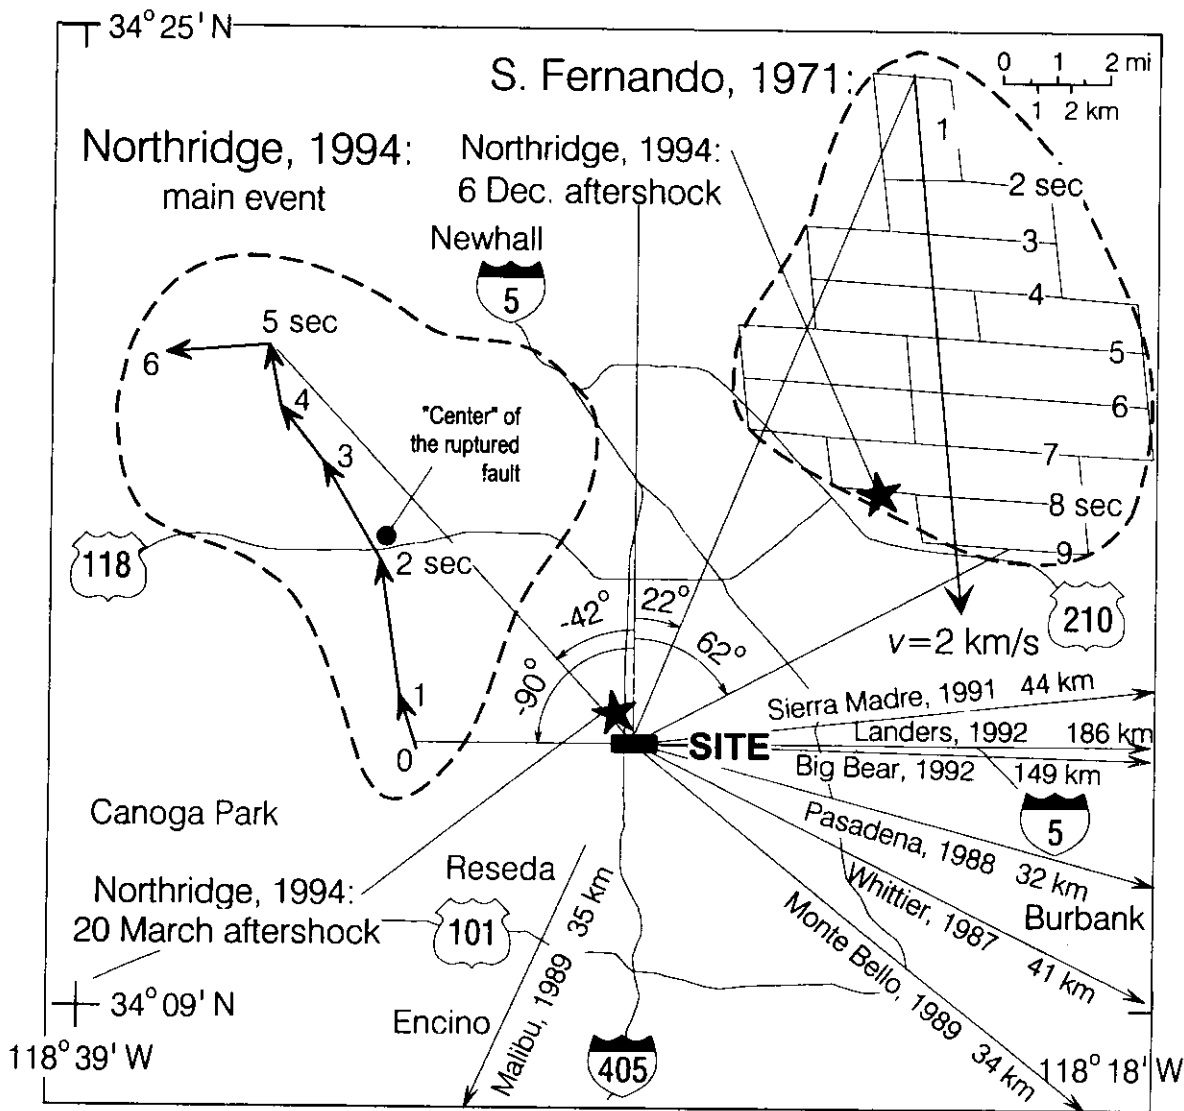 34° 25' N
0 1 2 mi
1 2 km
S. Fernando, 1971:
Northridge, 1994:
main event
Northridge, 1994:
6 Dec. aftershock
Newhall
5
1
2 sec
3
4
5
6
7
8 sec
9
v=2 km/s
210
5 sec
6
4
3
"Center" of
the ruptured
fault
2 sec
118
1
0
-42°
22°
-90°
62°
SITE
Sierra Madre, 1991 44 km
Landers, 1992 186 km
Big Bear, 1992 149 km
5
Pasadena, 1988 32 km
Whittier, 1987 41 km
Monte Bello, 1989 34 km
Malibu, 1989 35 km
Canoga Park
Reseda
Burbank
Northridge, 1994:
20 March aftershock
101
34° 09' N
Encino
405
118° 39' W
118° 18' W